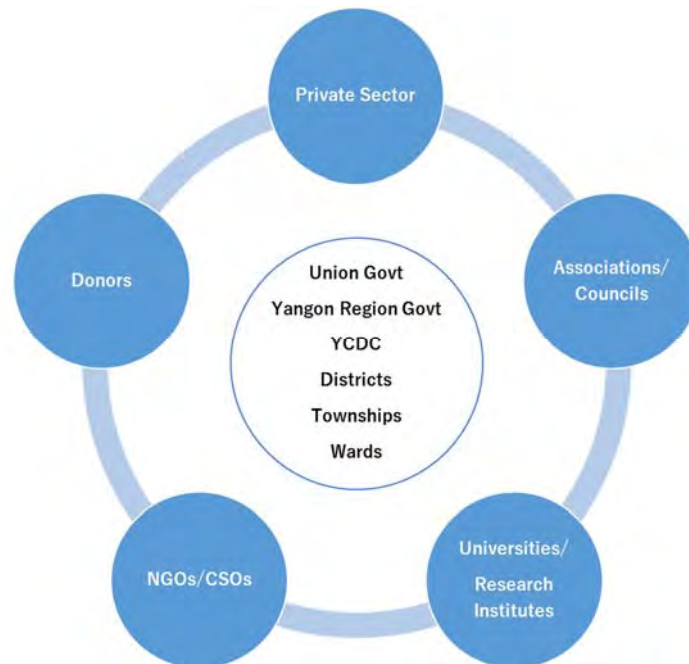 Private Sector
Donors
Associations/
Councils
Union Govt
Yangon Region Govt
YCDC
Districts
Townships
Wards
NGOs/CSOs
Universities/
Research
Institutes